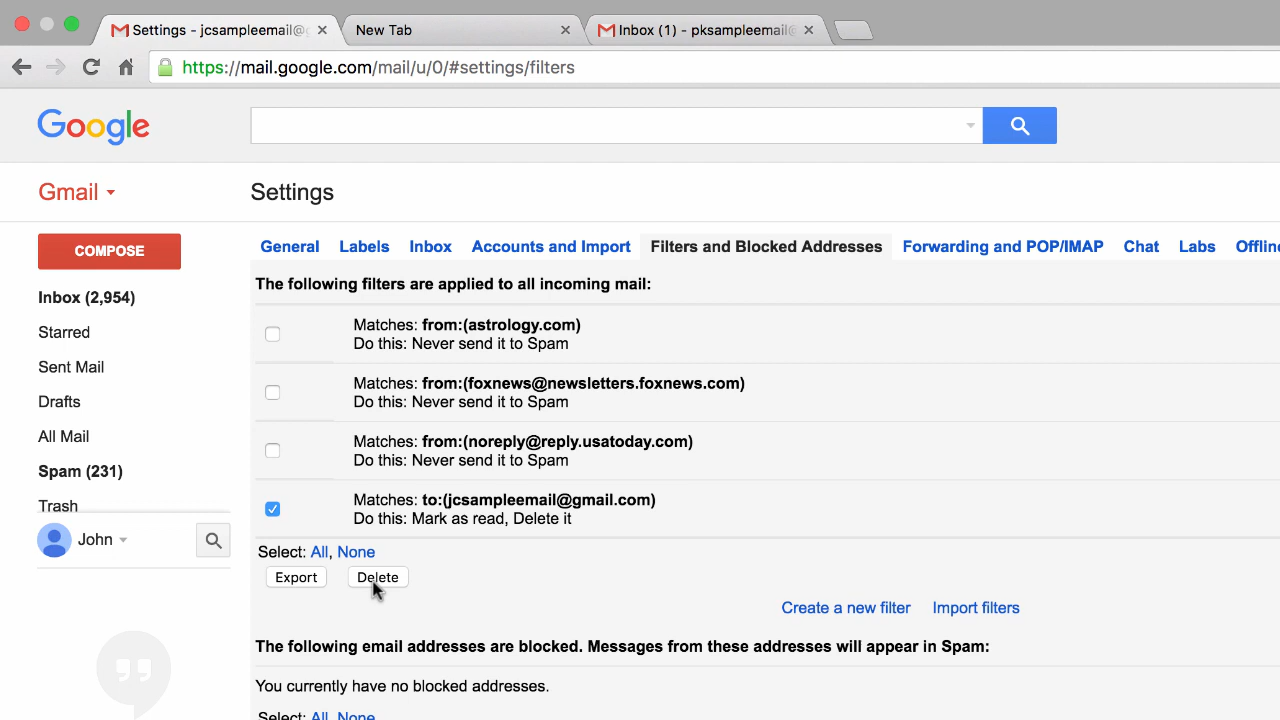 Settings - jcsampleemail@g
New Tab
Inbox (1) - pksampleemail@
https://mail.google.com/mail/u/0/#settings/filters
Google
Gmail
Settings
COMPOSE
General Labels Inbox Accounts and Import Filters and Blocked Addresses Forwarding and POP/IMAP Chat Labs Offline
The following filters are applied to all incoming mail:
Inbox (2,954)
Starred
Sent Mail
Drafts
All Mail
Spam (231)
Trash
John
Matches: from:(astrology.com)
Do this: Never send it to Spam
Matches: from:(foxnews@newsletters.foxnews.com)
Do this: Never send it to Spam
Matches: from:(noreply@reply.usatoday.com)
Do this: Never send it to Spam
Matches: to:(jcsampleemail@gmail.com)
Do this: Mark as read, Delete it
Select: All, None
Export Delete
Create a new filter Import filters
The following email addresses are blocked. Messages from these addresses will appear in Spam:
You currently have no blocked addresses.
Select: All, None